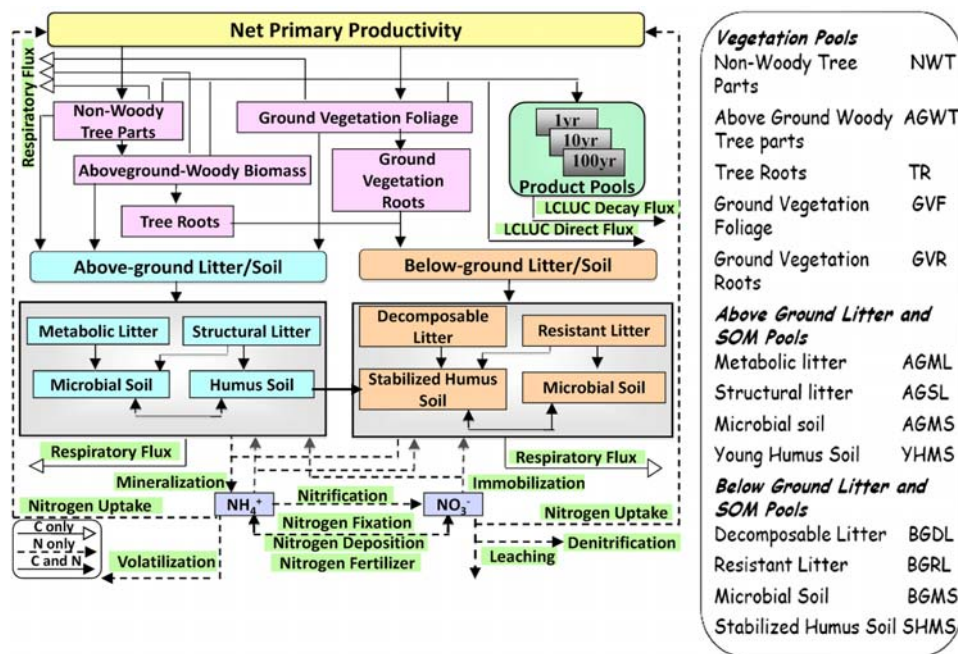 Net Primary Productivity
Respiratory Flux
Non-Woody
Tree Parts
Ground Vegetation Foliage
1yr
10yr
100yr
Product Pools
Aboveground-Woody Biomass
Ground
Vegetation
Roots
Tree Roots
LCLUC Decay Flux
LCLUC Direct Flux
Above-ground Litter/Soil
Below-ground Litter/Soil
Metabolic Litter
Structural Litter
Microbial Soil
Humus Soil
Decomposable
Litter
Resistant Litter
Stabilized Humus
Soil
Microbial Soil
Respiratory Flux
Respiratory Flux
Mineralization
Immobilization
Nitrogen Uptake
NH₄⁺
Nitrification
NO₃⁻
Nitrogen Uptake
Nitrogen Fixation
Nitrogen Deposition
Nitrogen Fertilizer
Denitrification
Leaching
Volatilization
C only
N only
C and N
Vegetation Pools
Non-Woody Tree NWT
Parts
Above Ground Woody AGWT
Tree parts
Tree Roots TR
Ground Vegetation GVF
Foliage
Ground Vegetation GVR
Roots
Above Ground Litter and
SOM Pools
Metabolic litter AGML
Structural litter AGSL
Microbial soil AGMS
Young Humus Soil YHMS
Below Ground Litter and
SOM Pools
Decomposable Litter BGDL
Resistant Litter BGRL
Microbial Soil BGMS
Stabilized Humus Soil SHMS